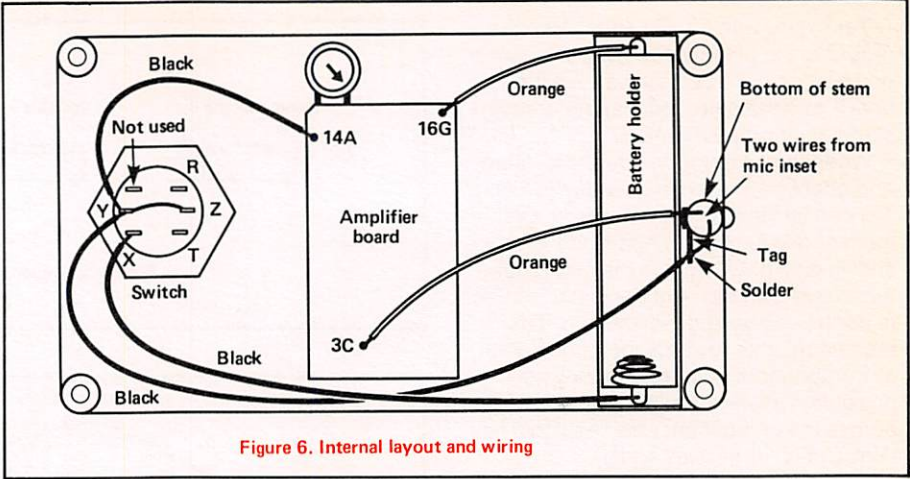 Black
Orange
Bottom of stem
Not used
14A
16G
Battery holder
Two wires from
mic inset
R
Y
Z
Amplifier
board
X
T
Switch
Orange
Tag
Solder
3C
Black
Black
Figure 6. Internal layout and wiring